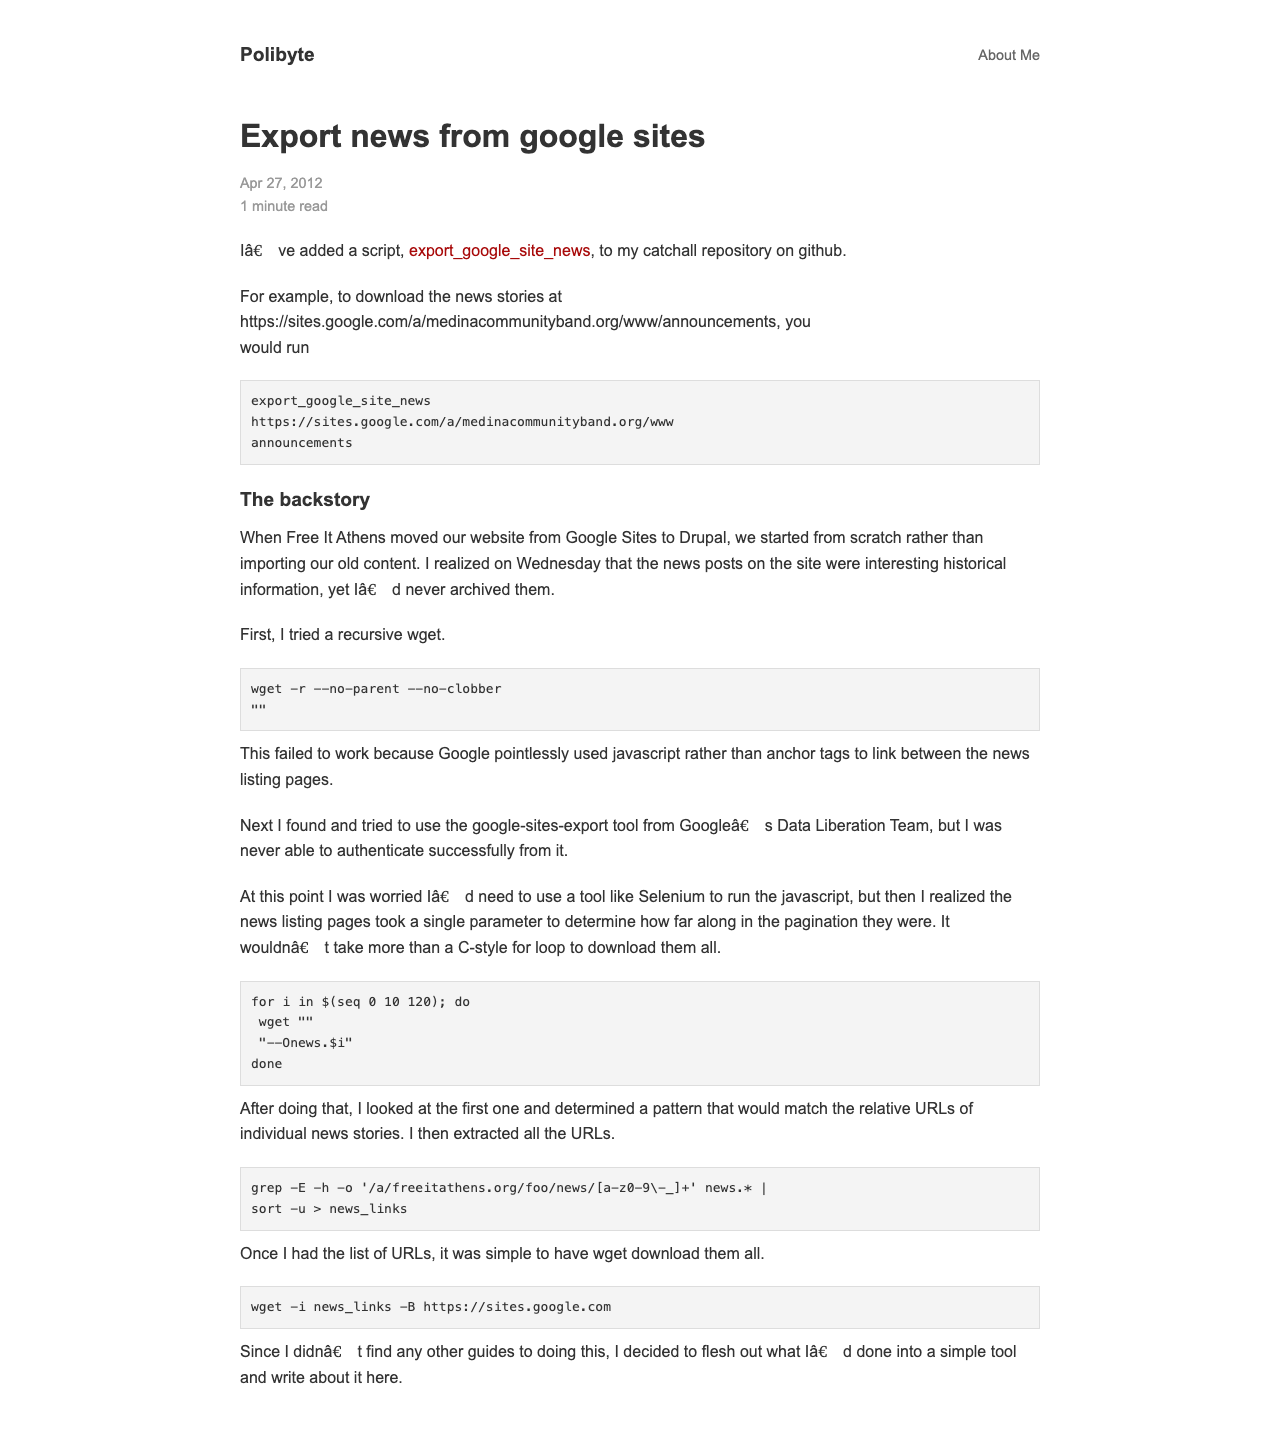 Polibyte
About Me
Export news from google sites
Apr 27, 2012
1 minute read
Iâ€ ve added a script, export_google_site_news, to my catchall repository on github.
For example, to download the news stories at
https://sites.google.com/a/medinacommunityband.org/www/announcements, you
would run
export_google_site_news
https://sites.google.com/a/medinacommunityband.org/www
announcements
The backstory
When Free It Athens moved our website from Google Sites to Drupal, we started from scratch rather than
importing our old content. I realized on Wednesday that the news posts on the site were interesting historical
information, yet Iâ€ d never archived them.
First, I tried a recursive wget.
wget -r --no-parent --no-clobber
""
This failed to work because Google pointlessly used javascript rather than anchor tags to link between the news
listing pages.
Next I found and tried to use the google-sites-export tool from Googleâ€ s Data Liberation Team, but I was
never able to authenticate successfully from it.
At this point I was worried Iâ€ d need to use a tool like Selenium to run the javascript, but then I realized the
news listing pages took a single parameter to determine how far along in the pagination they were. It
wouldnâ€ t take more than a C-style for loop to download them all.
for i in $(seq 0 10 120); do
 wget ""
 "--Onews.$i"
done
After doing that, I looked at the first one and determined a pattern that would match the relative URLs of
individual news stories. I then extracted all the URLs.
grep -E -h -o '/a/freeitathens.org/foo/news/[a-z0-9\-_]+' news.* |
sort -u > news_links
Once I had the list of URLs, it was simple to have wget download them all.
wget -i news_links -B https://sites.google.com
Since I didnâ€ t find any other guides to doing this, I decided to flesh out what Iâ€ d done into a simple tool
and write about it here.